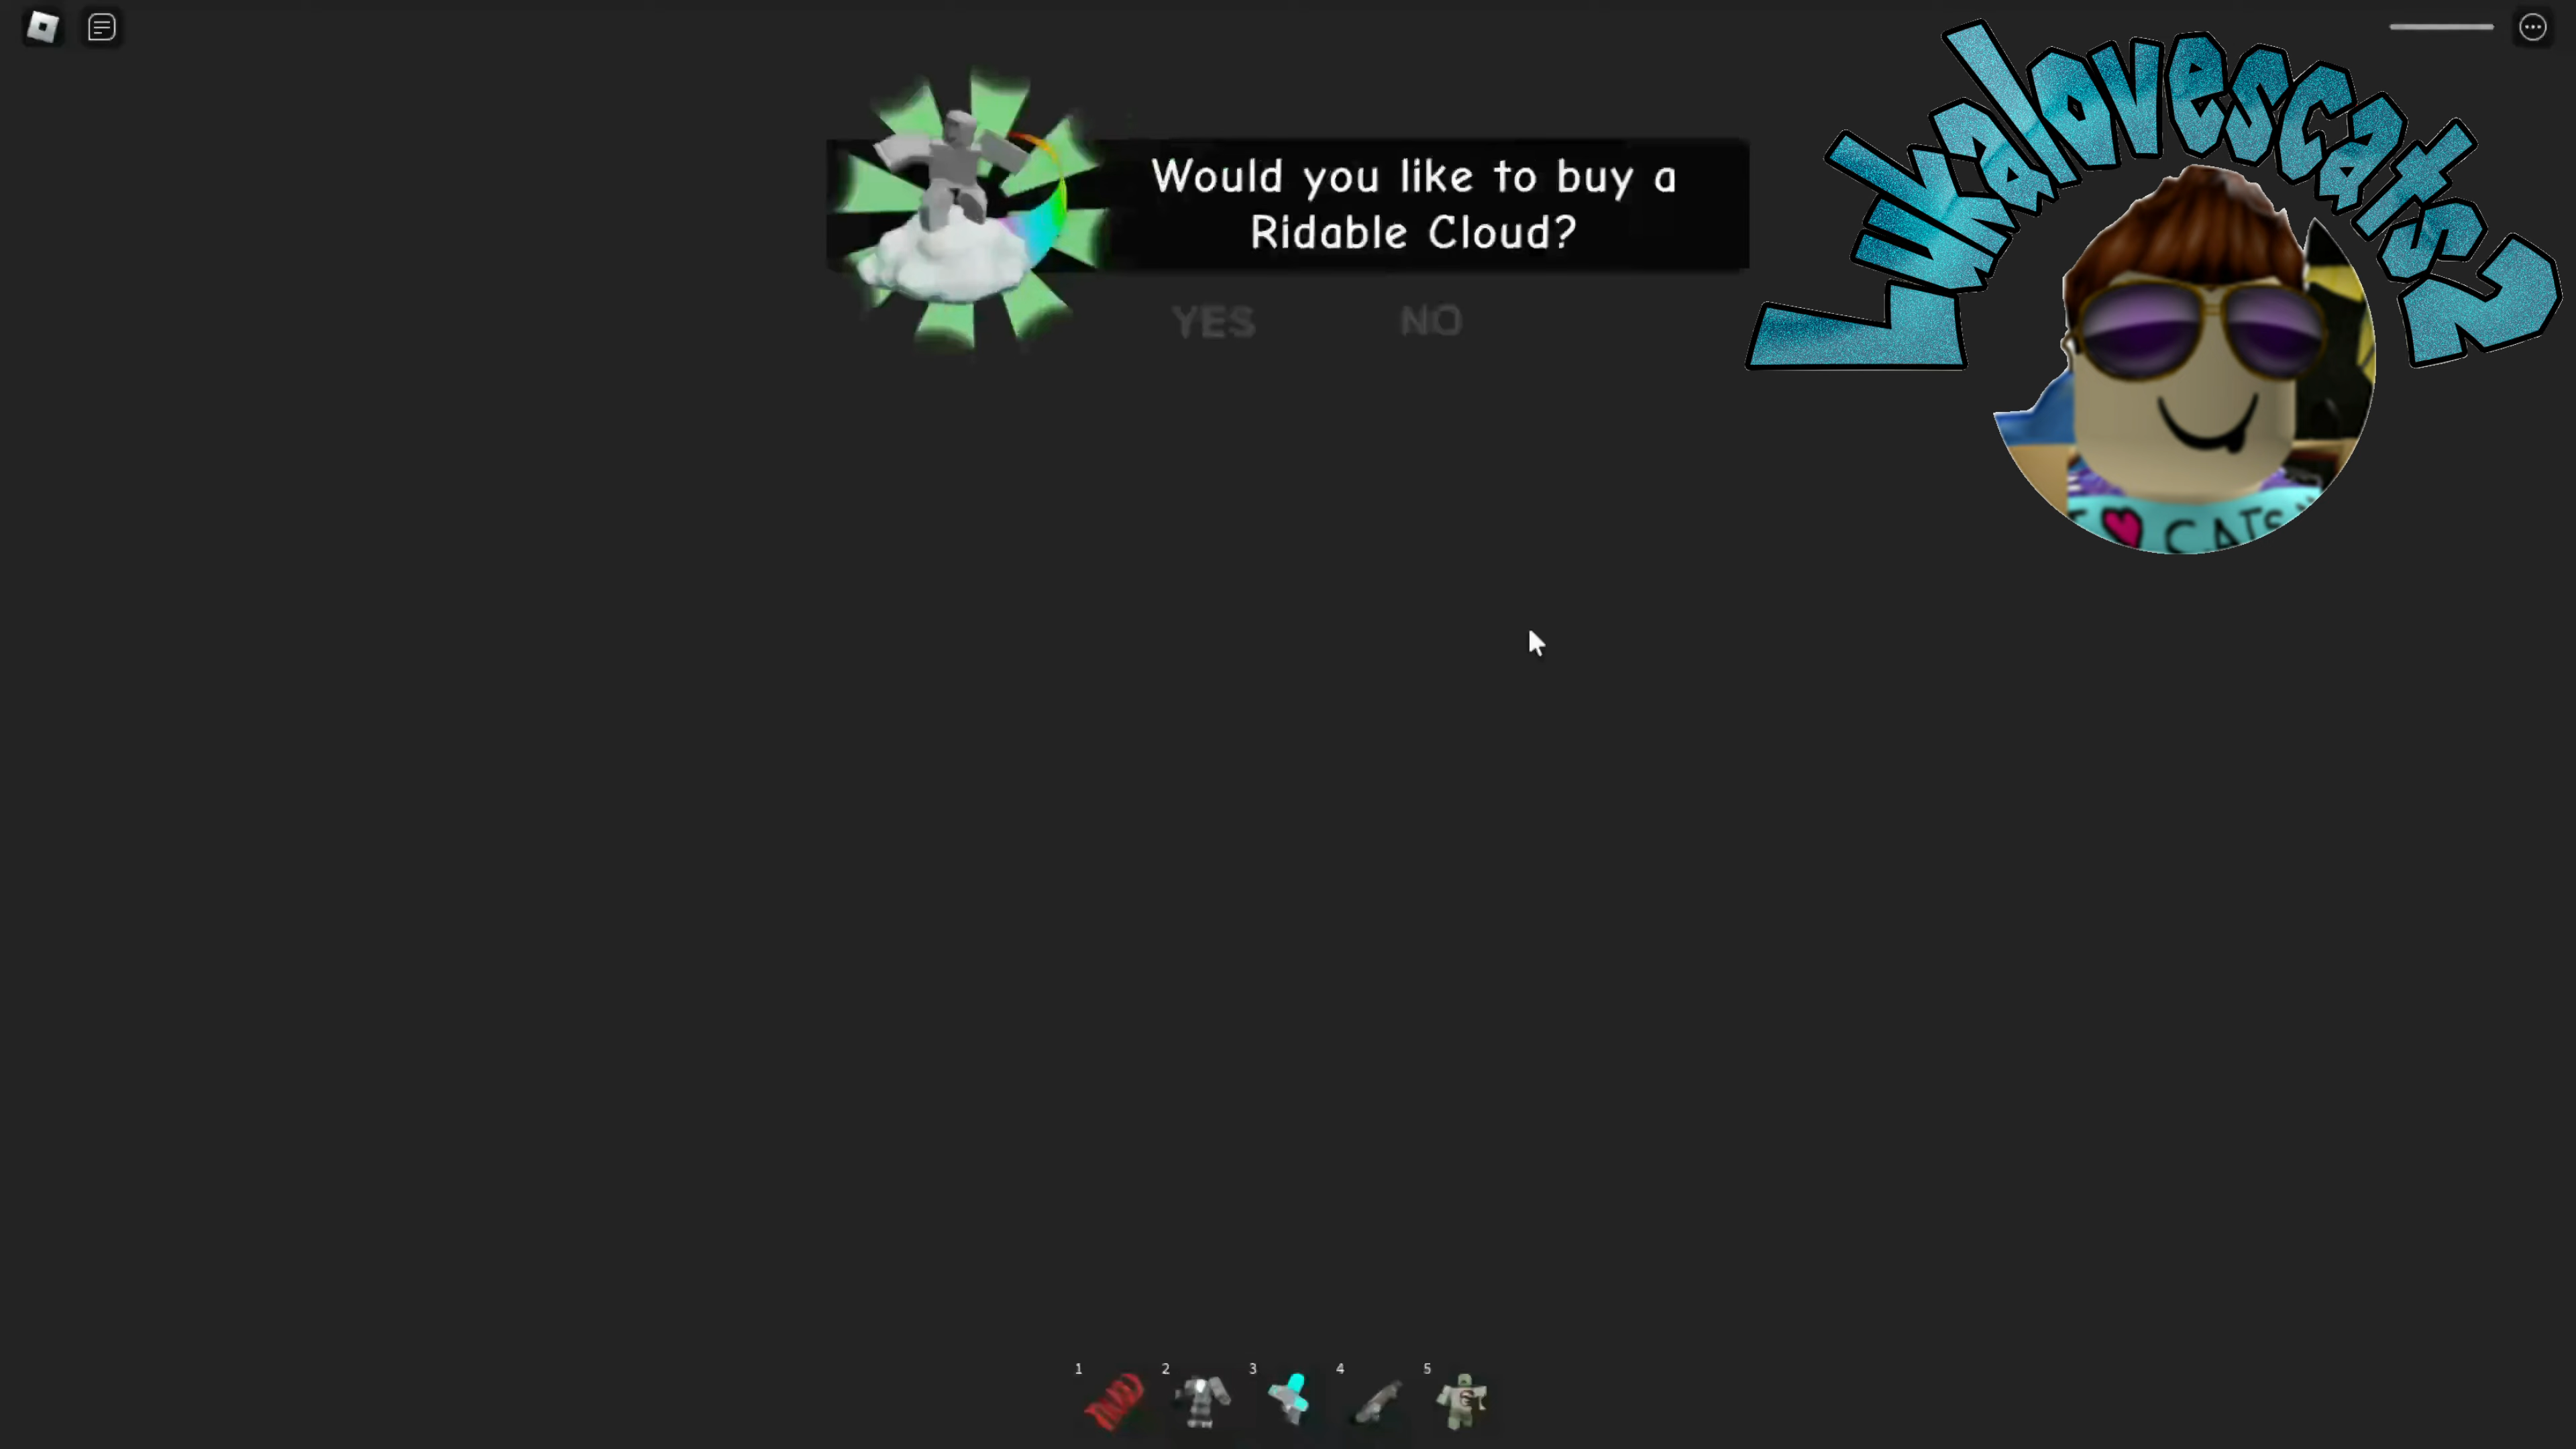 Lukalovescats2
Would you like to buy a
Ridable Cloud?
YES NO
CATS
1 2 3 4 5